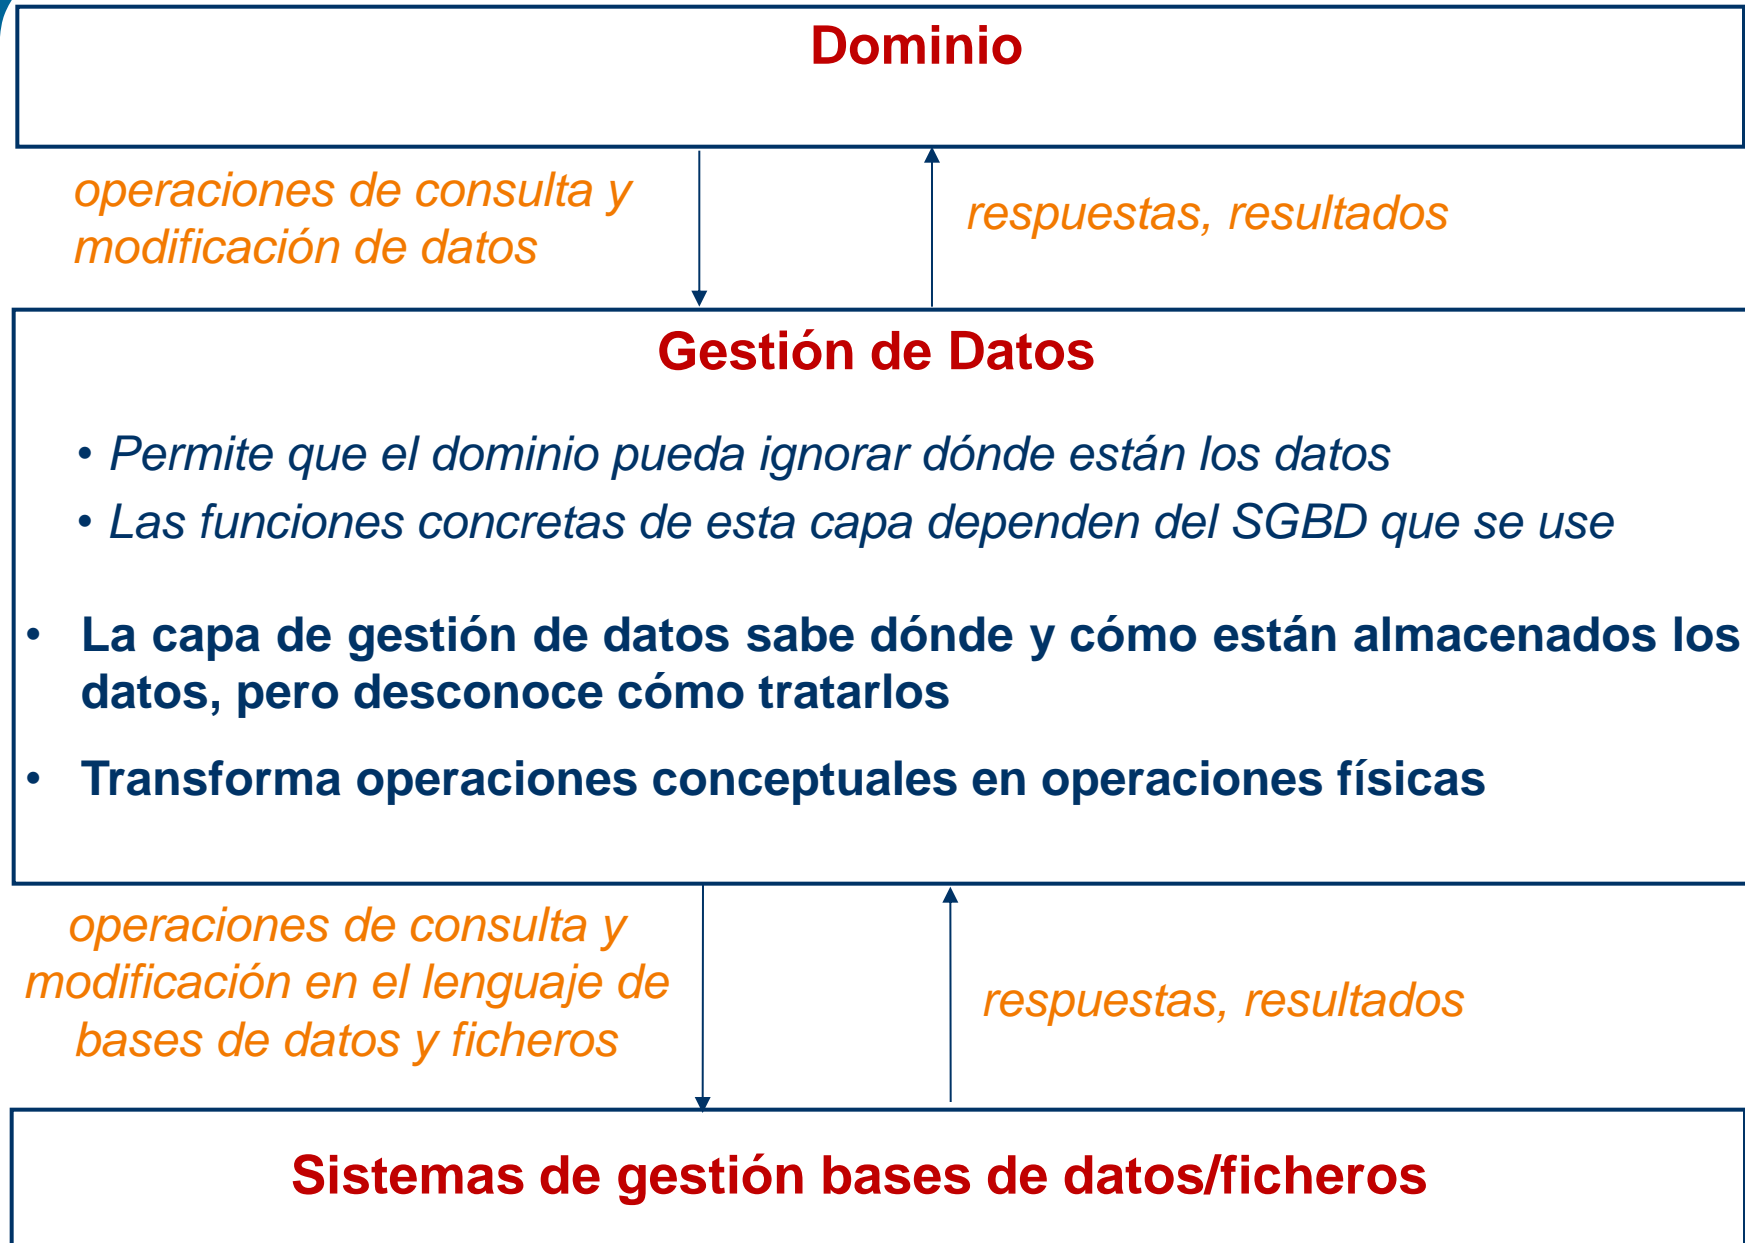 Dominio
operaciones de consulta y
modificación de datos
respuestas, resultados
Gestión de Datos
• Permite que el dominio pueda ignorar dónde están los datos
• Las funciones concretas de esta capa dependen del SGBD que se use
• La capa de gestión de datos sabe dónde y cómo están almacenados los
datos, pero desconoce cómo tratarlos
• Transforma operaciones conceptuales en operaciones físicas
operaciones de consulta y
modificación en el lenguaje de
bases de datos y ficheros
respuestas, resultados
Sistemas de gestión bases de datos/ficheros